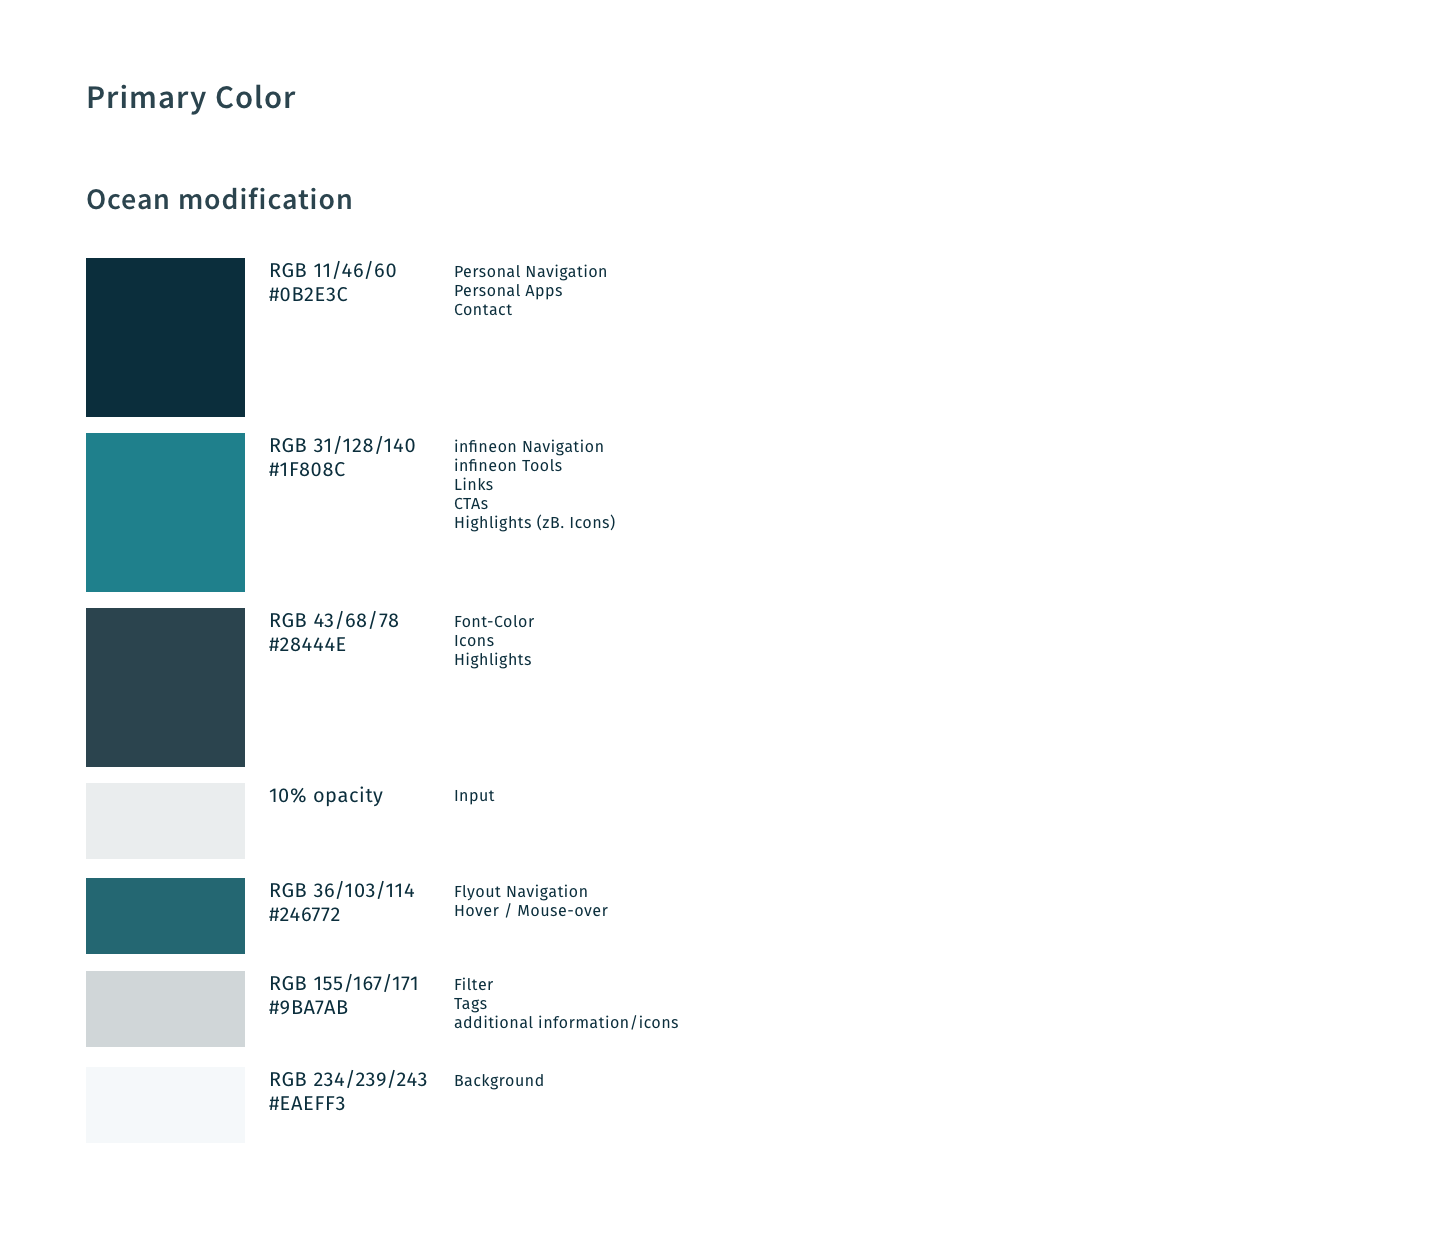 Primary Color
Ocean modification
RGB 11/46/60
#0B2E3C
Personal Navigation
Personal Apps
Contact
RGB 31/128/140
#1F808C
infineon Navigation
infineon Tools
Links
CTAs
Highlights (zB. Icons)
RGB 43/68/78
#28444E
Font-Color
Icons
Highlights
10% opacity
Input
RGB 36/103/114
#246772
Flyout Navigation
Hover / Mouse-over
RGB 155/167/171
#9BA7AB
Filter
Tags
additional information/icons
RGB 234/239/243
#EAEFF3
Background